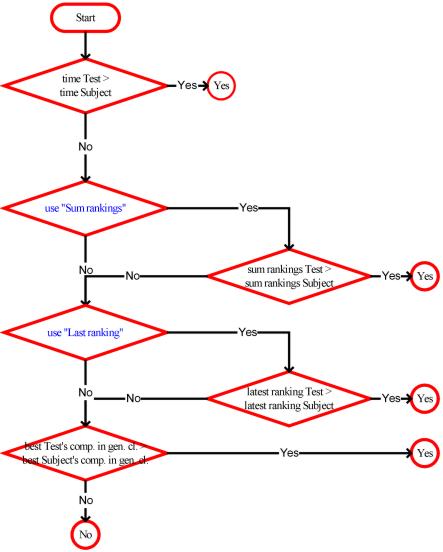 Start
time Test >
time Subject
Yes
Yes
No
use "Sum rankings"
Yes
No
No
sum rankings Test >
sum rankings Subject
Yes
Yes
use "Last ranking"
Yes
No
No
latest ranking Test >
latest ranking Subject
Yes
Yes
best Test's comp. in gen. cl. >
best Subject's comp. in gen. cl.
Yes
Yes
No
No